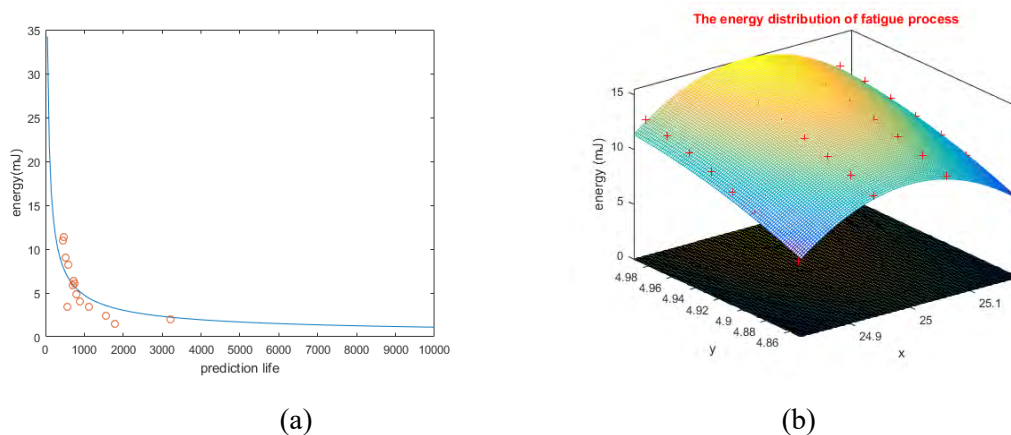 35
30
25
20
15
10
5
0
energy(mJ)
0 1000 2000 3000 4000 5000 6000 7000 8000 9000 10000
prediction life
(a)
The energy distribution of fatigue process
15
10
5
0
energy (mJ)
4.98
4.96
4.94
4.92
4.9
4.88
4.86
y
24.9
25
25.1
x
(b)